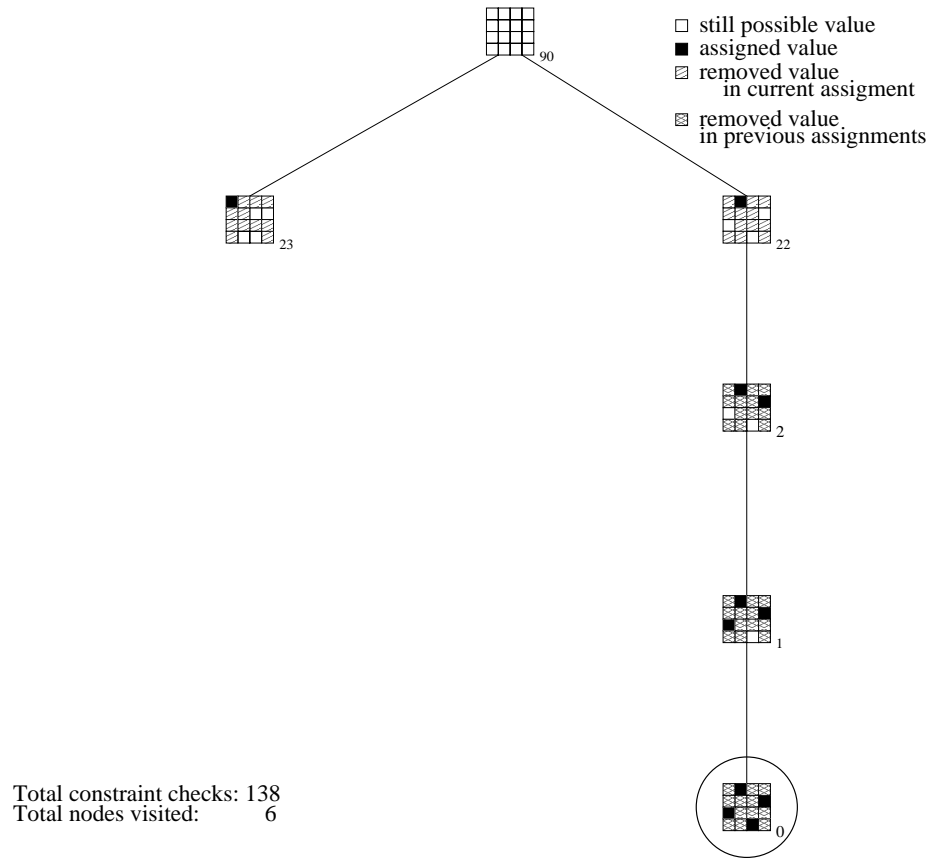 90
still possible value
assigned value
removed value
in current assigment
removed value
in previous assignments
23
22
2
1
0
Total constraint checks: 138
Total nodes visited: 6